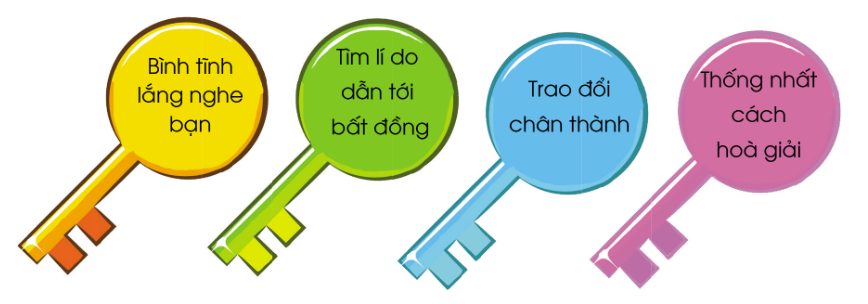 Bình tĩnh
lắng nghe
bạn
Tìm lí do
dẫn tới
bất đồng
Trao đổi
chân thành
Thống nhất
cách
hoà giải